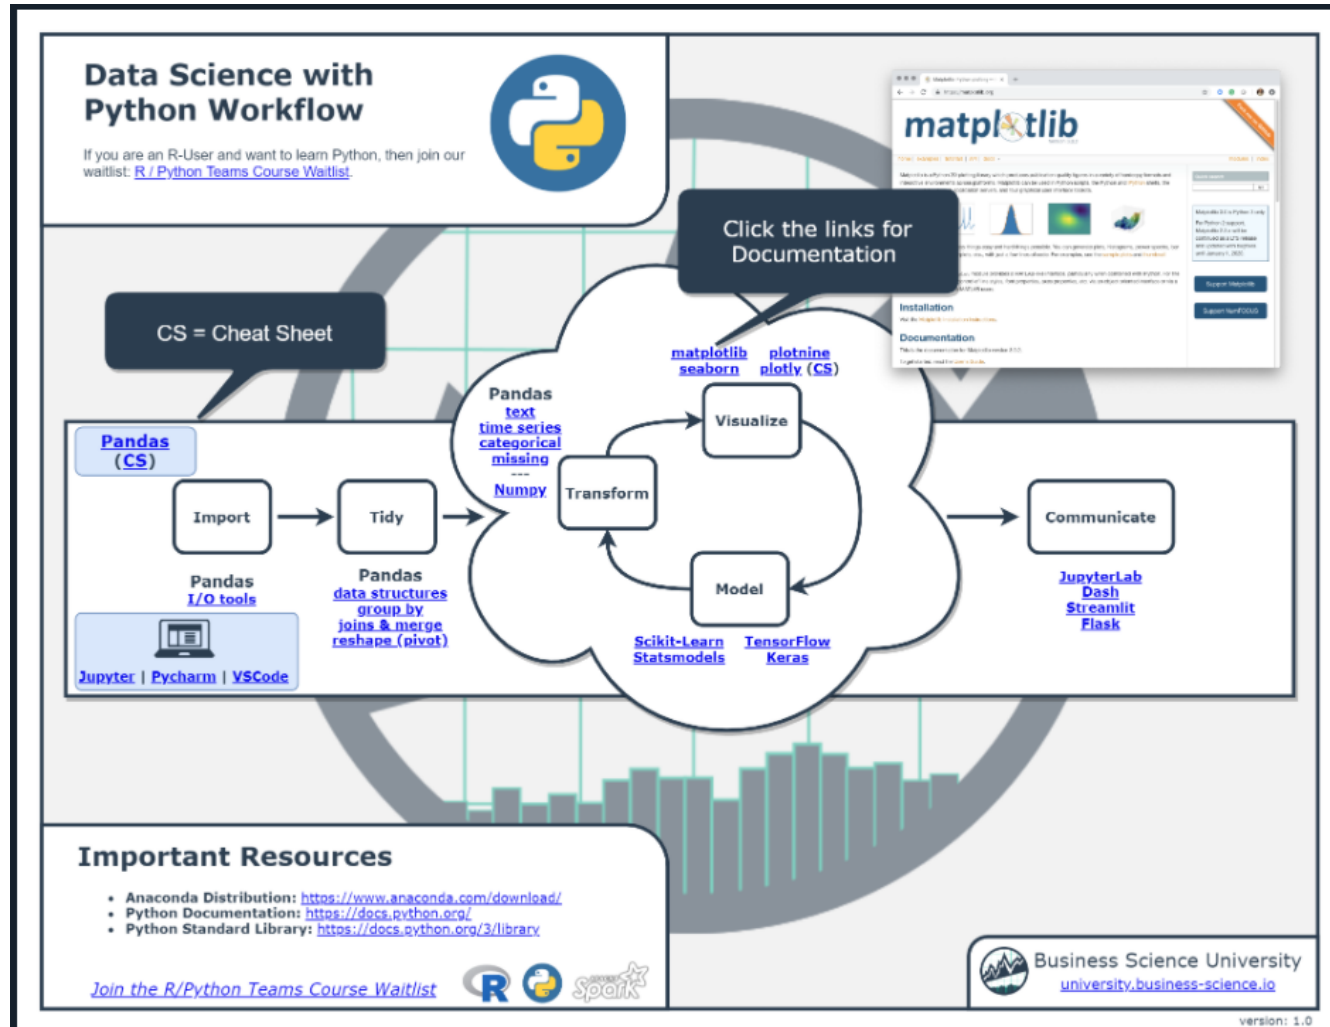 Data Science with
Python Workflow
If you are an R-User and want to learn Python, then join our
waitlist: R / Python Teams Course Waitlist.
matplotlib
Click the links for
Documentation
Installation
Documentation
Support Matplotlib
Support NumFOCUS
CS = Cheat Sheet
matplotlib plotnine
seaborn plotly (CS)
Pandas
text
time series
categorical
missing
---
Numpy
Visualize
Pandas
(CS)
Import
Tidy
Transform
Communicate
Model
Pandas
I/O tools
Pandas
data structures
group by
joins & merge
reshape (pivot)
JupyterLab
Dash
Streamlit
Flask
Scikit-Learn TensorFlow
Statsmodels Keras
Jupyter | Pycharm | VSCode
Important Resources
• Anaconda Distribution: https://www.anaconda.com/download/
• Python Documentation: https://docs.python.org/
• Python Standard Library: https://docs.python.org/3/library
Join the R/Python Teams Course Waitlist
R
Spark
Business Science University
university.business-science.io
version: 1.0